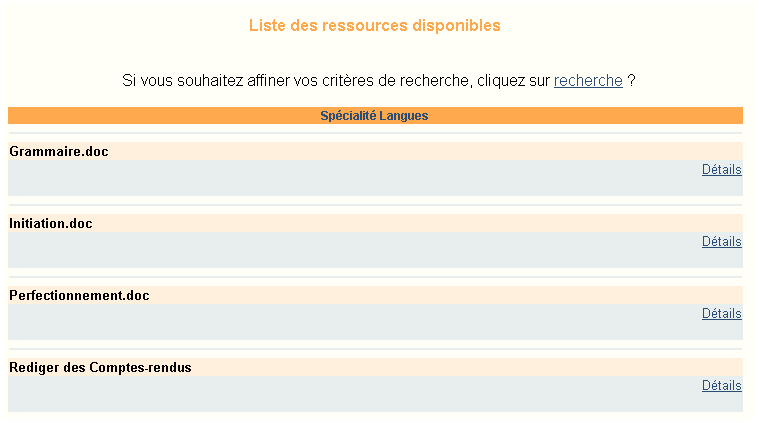 Liste des ressources disponibles
Si vous souhaitez affiner vos critères de recherche, cliquez sur recherche ?
Spécialité Langues
Grammaire.doc
Détails
Initiation.doc
Détails
Perfectionnement.doc
Détails
Rediger des Comptes-rendus
Détails